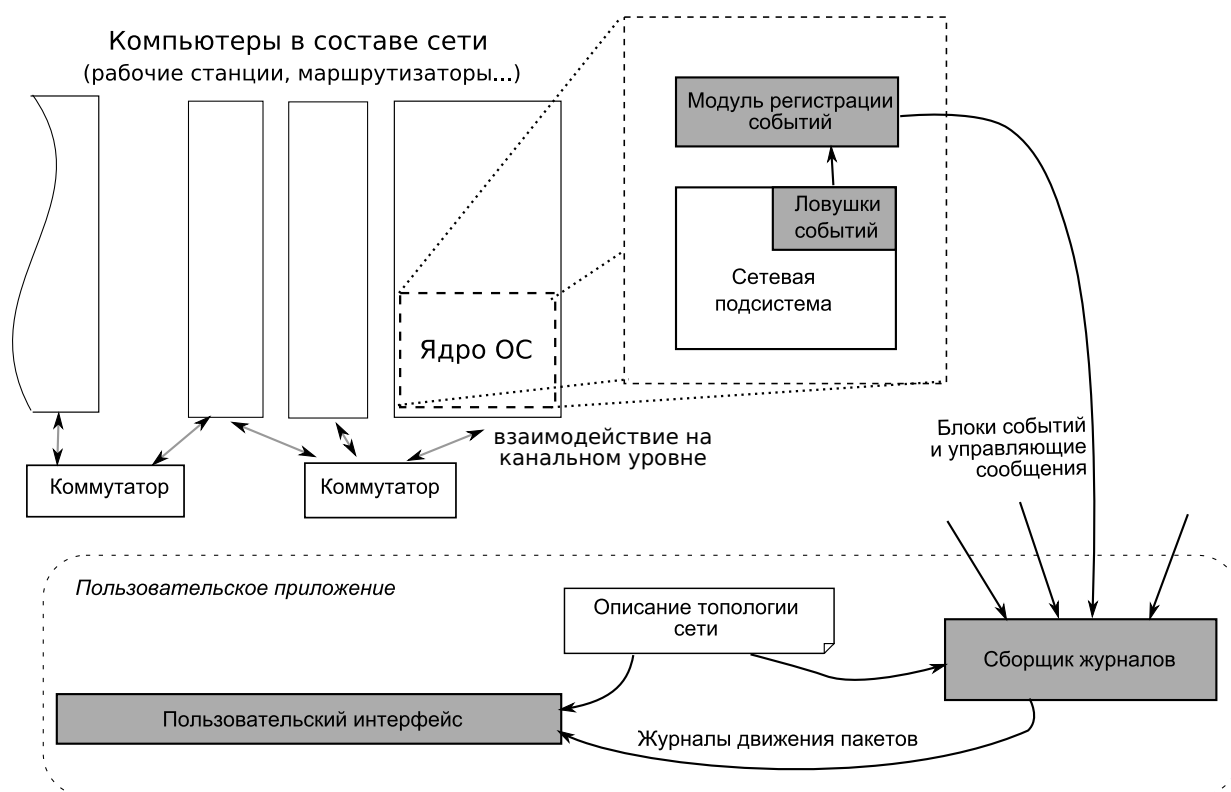 Компьютеры в составе сети
(рабочие станции, маршрутизаторы...)
Модуль регистрации
событий
Ловушки
событий
Сетевая
подсистема
Ядро ОС
взаимодействие на
канальном уровне
Коммутатор
Коммутатор
Блоки событий
и управляющие
сообщения
Пользовательское приложение
Описание топологии
сети
Сборщик журналов
Пользовательский интерфейс
Журналы движения пакетов